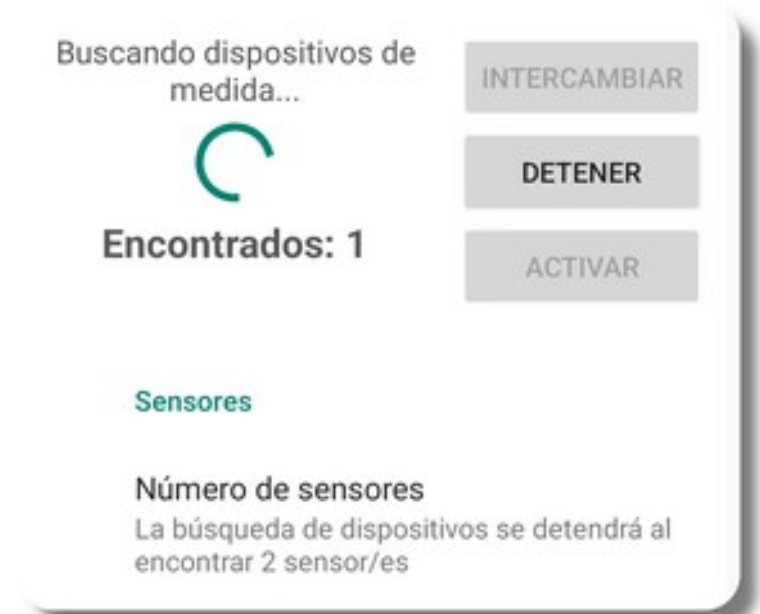 Buscando dispositivos de
medida...
Encontrados: 1
INTERCAMBIAR
DETENER
ACTIVAR
Sensores
Número de sensores
La búsqueda de dispositivos se detendrá al
encontrar 2 sensor/es